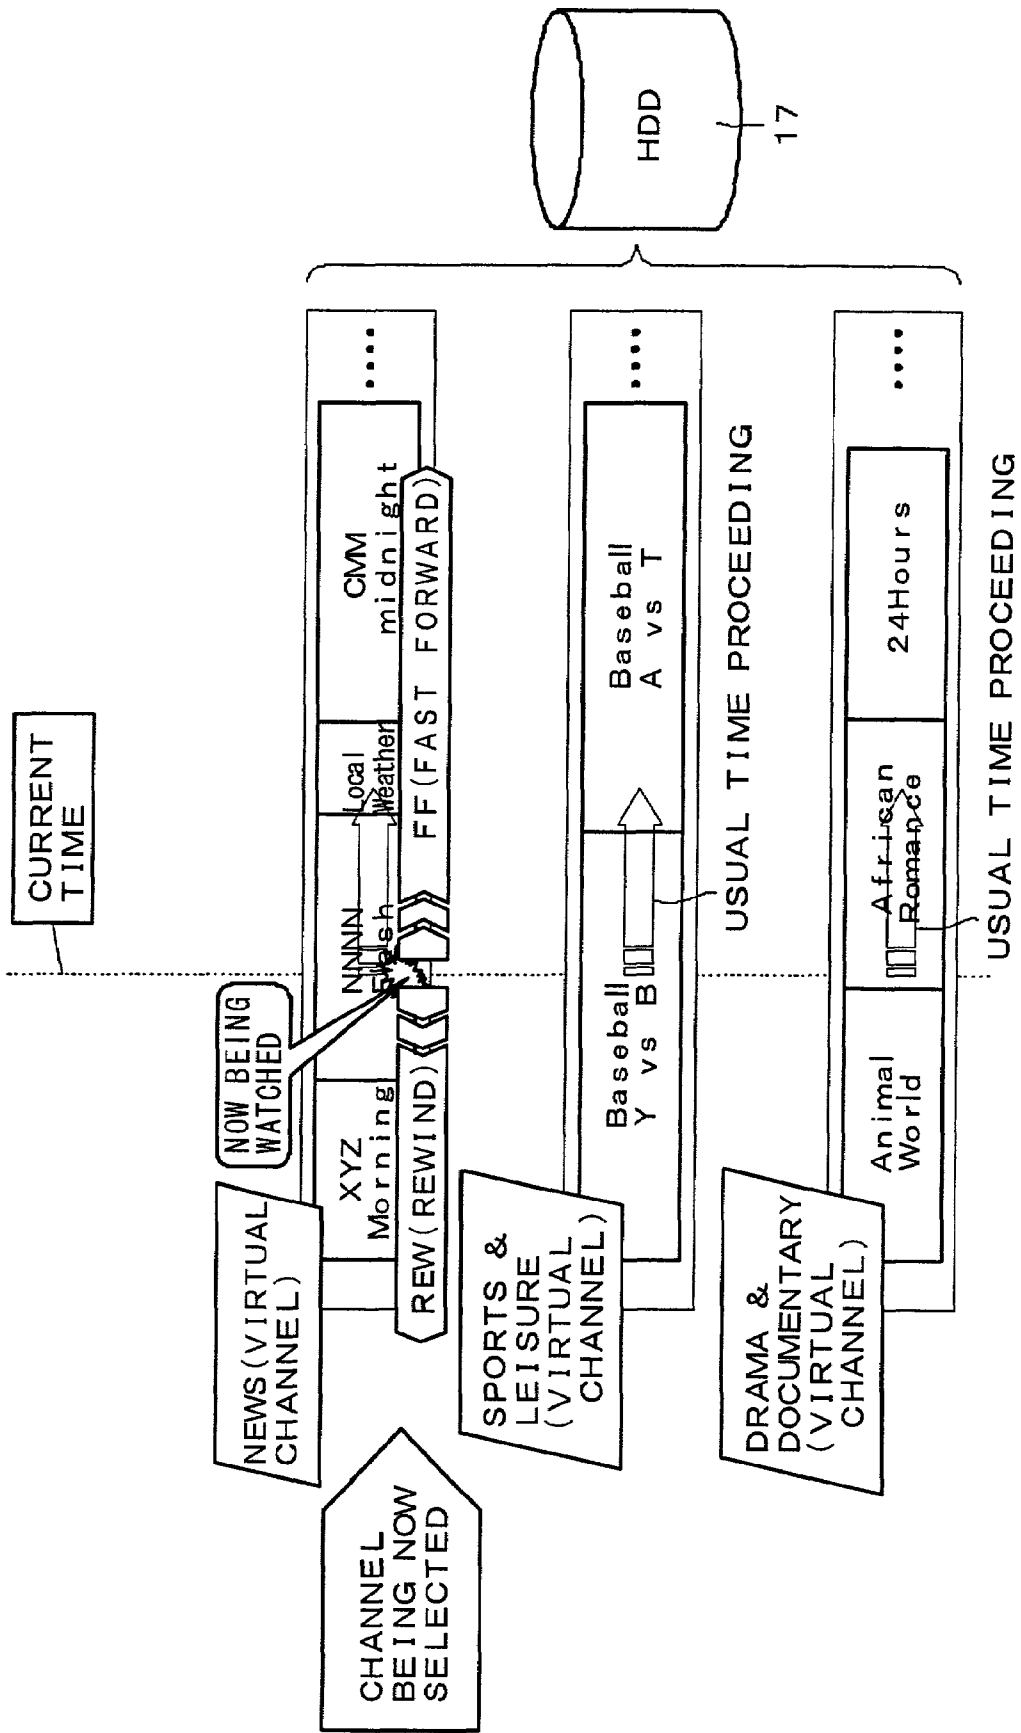 CURRENT
TIME
NOW BEING
WATCHED
NEWS(VIRTUAL
CHANNEL)
CHANNEL
BEING NOW
SELECTED
XYZ
Morning
NNNN
Flash
Local
Weather
CMM
midnight
....
REW(REWIND)
FF(FAST FORWARD)
SPORTS &
LEISURE
(VIRTUAL
CHANNEL)
Baseball
Y vs B
Baseball
A vs T
....
USUAL TIME PROCEEDING
DRAMA &
DOCUMENTARY
(VIRTUAL
CHANNEL)
Animal
World
African
Romance
24Hours
....
USUAL TIME PROCEEDING
HDD
17